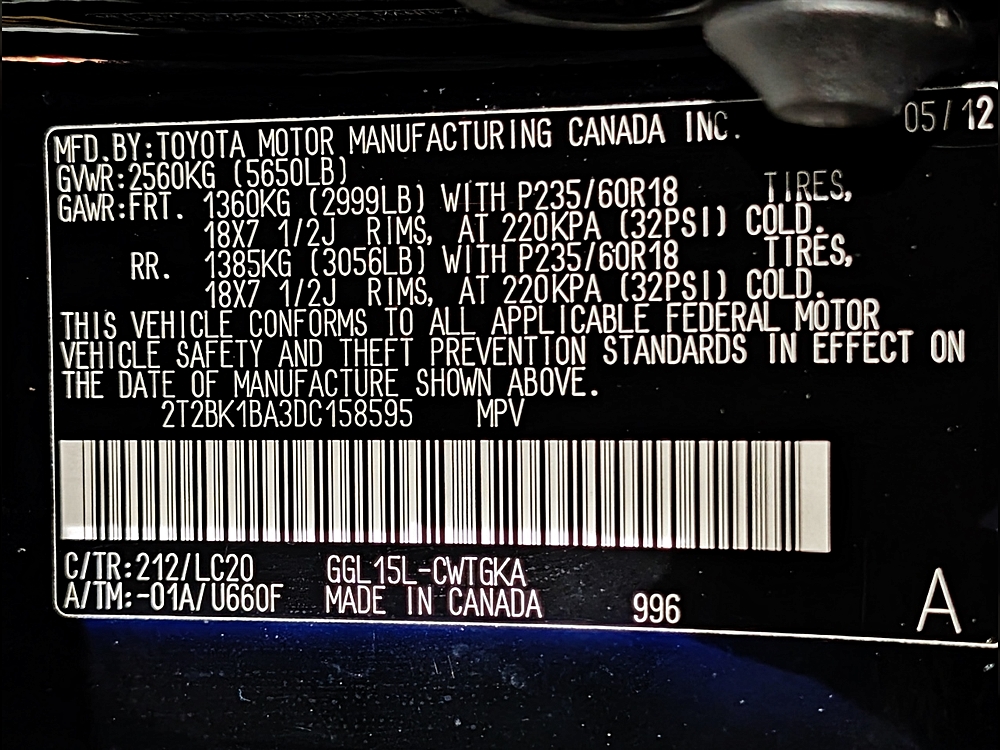 05/12
MFD.BY:TOYOTA MOTOR MANUFACTURING CANADA INC.
GVWR:2560KG (5650LB)
GAWR:FRT. 1360KG (2999LB) WITH P235/60R18 TIRES,
18X7 1/2J RIMS, AT 220KPA (32PSI) COLD.
RR. 1385KG (3056LB) WITH P235/60R18 TIRES,
18X7 1/2J RIMS, AT 220KPA (32PSI) COLD.
THIS VEHICLE CONFORMS TO ALL APPLICABLE FEDERAL MOTOR
VEHICLE SAFETY AND THEFT PREVENTION STANDARDS IN EFFECT ON
THE DATE OF MANUFACTURE SHOWN ABOVE.
2T2BK1BA3DC158595 MPV
C/TR:212/LC20 GGL15L-CWTGKA
A/TM:-01A/U660F MADE IN CANADA 996
A